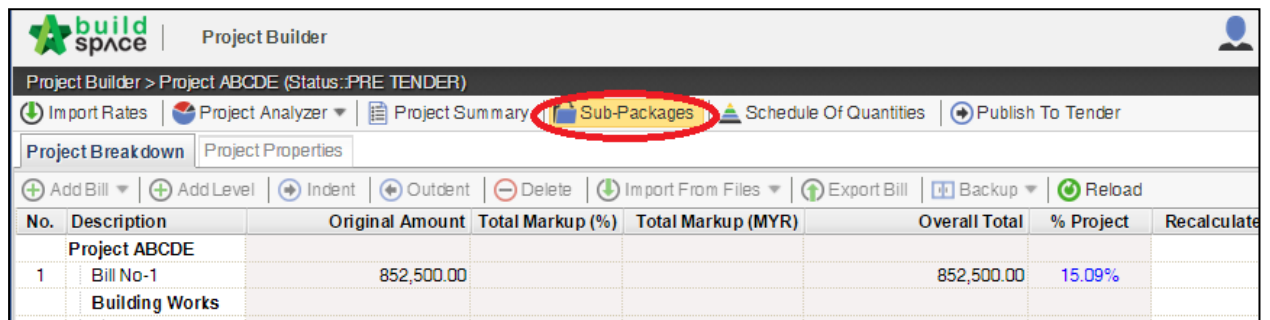 build
spʌce
Project Builder
Project Builder > Project ABCDE (Status::PRE TENDER)
Import Rates Project Analyzer Project Summary Sub-Packages Schedule Of Quantities Publish To Tender
Project Breakdown Project Properties
Add Bill Add Level Indent Outdent Delete Import From Files Export Bill Backup Reload
No. Description Original Amount Total Markup (%) Total Markup (MYR) Overall Total % Project Recalculate
Project ABCDE
1 Bill No-1 852,500.00 852,500.00 15.09%
Building Works